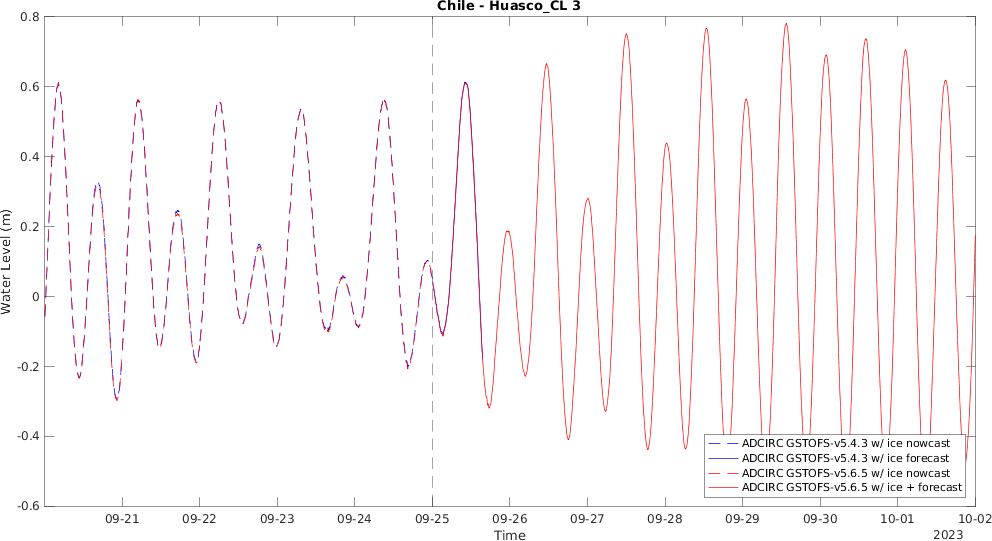 Chile - Huasco_CL 3
Water Level (m)
0.8
0.6
0.4
0.2
0
-0.2
-0.4
-0.6
ADCIRC GSTOFS-v5.4.3 w/ ice nowcast
ADCIRC GSTOFS-v5.4.3 w/ ice forecast
ADCIRC GSTOFS-v5.6.5 w/ ice nowcast
ADCIRC GSTOFS-v5.6.5 w/ ice + forecast
09-21 09-22 09-23 09-24 09-25 09-26 09-27 09-28 09-29 09-30 10-01 10-02
Time
2023